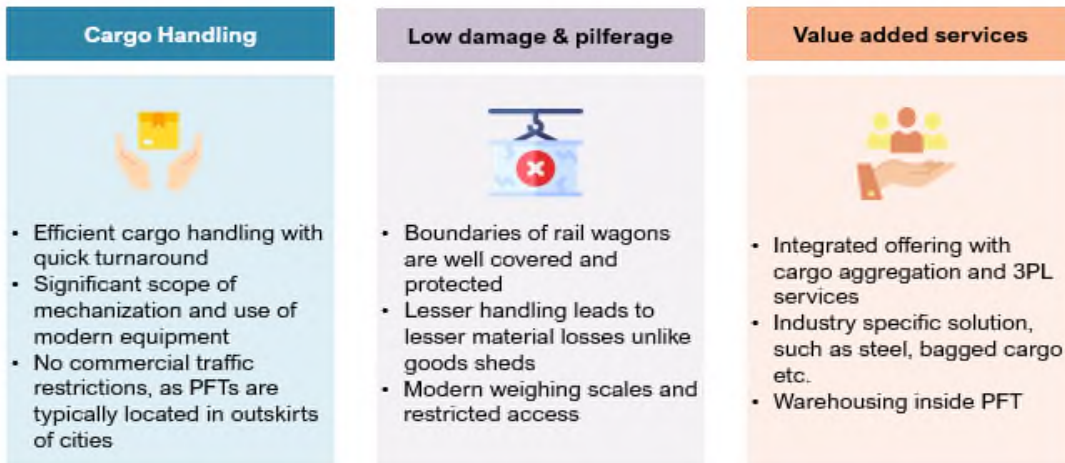 Cargo Handling
• Efficient cargo handling with
quick turnaround
• Significant scope of
mechanization and use of
modern equipment
• No commercial traffic
restrictions, as PFTs are
typically located in outskirts
of cities
Low damage & pilferage
• Boundaries of rail wagons
are well covered and
protected
• Lesser handling leads to
lesser material losses unlike
goods sheds
• Modern weighing scales and
restricted access
Value added services
• Integrated offering with
cargo aggregation and 3PL
services
• Industry specific solution,
such as steel, bagged cargo
etc.
• Warehousing inside PFT